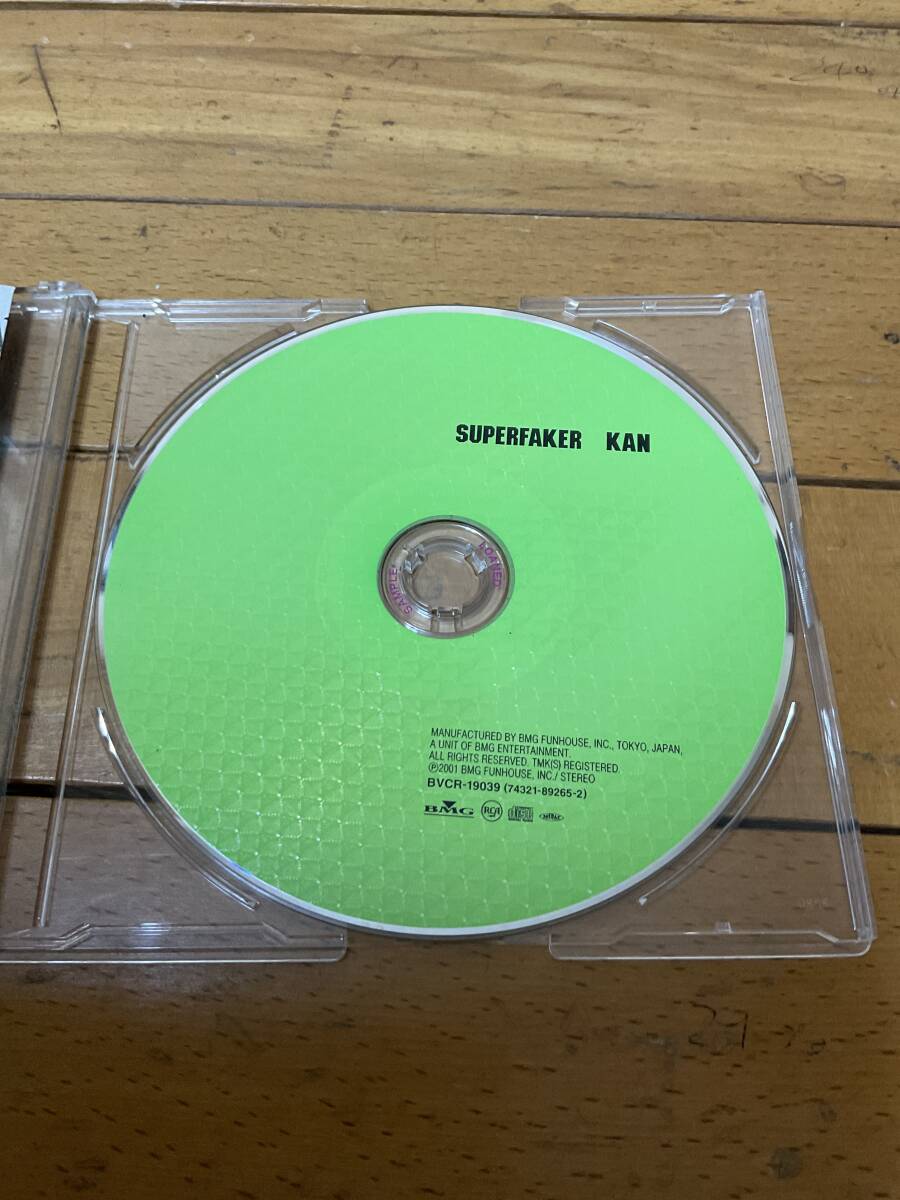 SUPERFAKER KAN
LOANED
SAMPLE
MANUFACTURED BY BMG FUNHOUSE, INC., TOKYO, JAPAN,
A UNIT OF BMG ENTERTAINMENT.
ALL RIGHTS RESERVED. TMK(S) REGISTERED.
Ⓟ2001 BMG FUNHOUSE, INC./ STEREO
BVCR-19039 (74321-89265-2)
BMG RCA